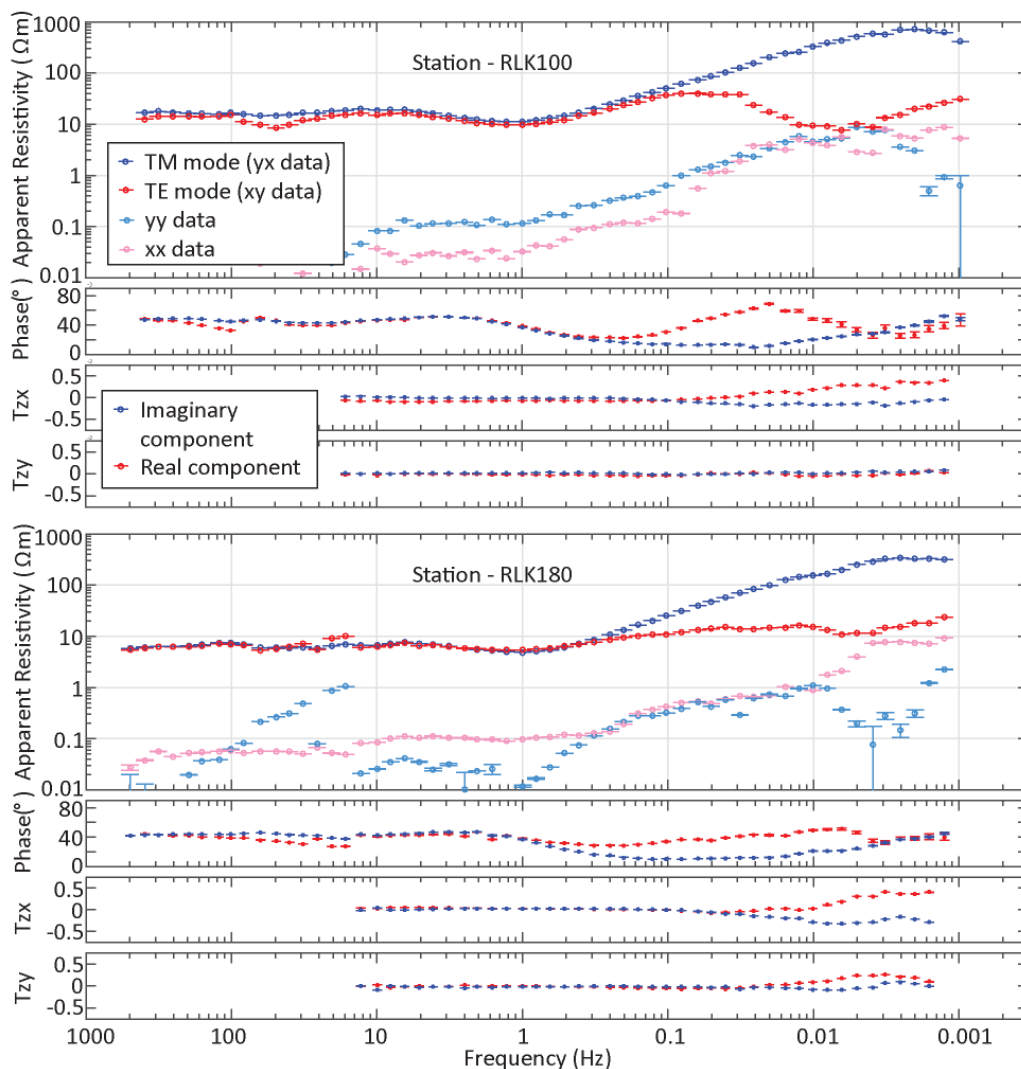 1000
100
10
1
0.1
0.01
Apparent Resistivity (Ωm)
Station - RLK100
TM mode (yx data)
TE mode (xy data)
yy data
xx data
80
40
0
Phase(°)
0.5
0
-0.5
Tzx
Imaginary
component
Real component
0.5
0
-0.5
Tzy
1000
100
10
1
0.1
0.01
Apparent Resistivity (Ωm)
Station - RLK180
80
40
0
Phase(°)
0.5
0
-0.5
Tzx
0.5
0
-0.5
Tzy
1000 100 10 1 0.1 0.01 0.001
Frequency (Hz)